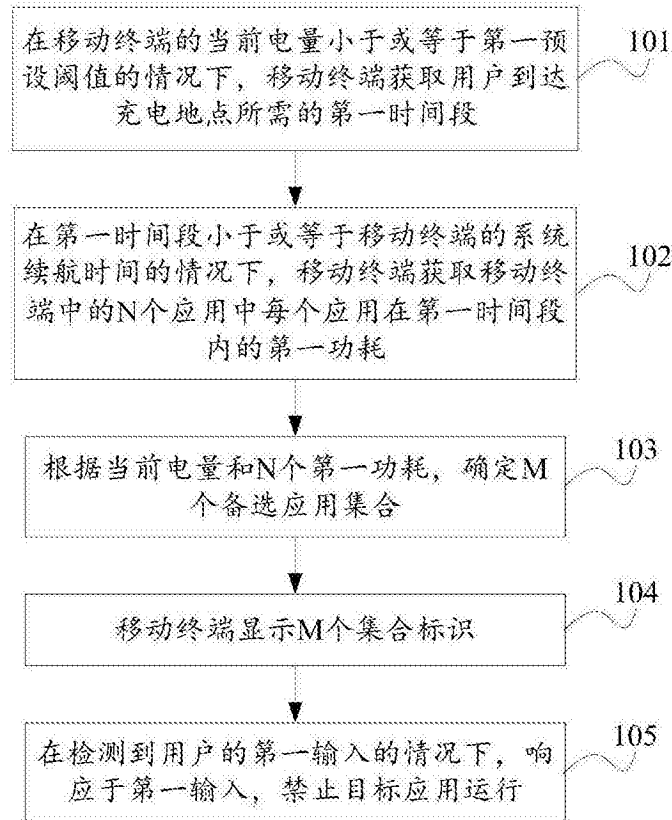 在移动终端的当前电量小于或等于第一预
设阈值的情况下，移动终端获取用户到达
充电地点所需的第一时间段
101
在第一时间段小于或等于移动终端的系统
续航时间的情况下，移动终端获取移动终
端中的N个应用中每个应用在第一时间段
内的第一功耗
102
根据当前电量和N个第一功耗，确定M
个备选应用集合
103
移动终端显示M个集合标识
104
在检测到用户的第一输入的情况下，响
应于第一输入，禁止目标应用运行
105